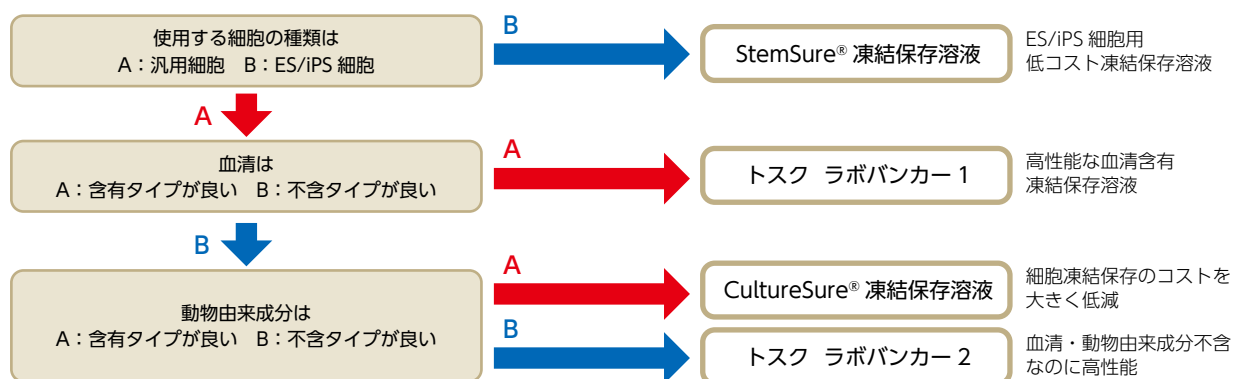 使用する細胞の種類は
A：汎用細胞　B：ES/iPS 細胞
B
StemSure® 凍結保存溶液
ES/iPS 細胞用
低コスト凍結保存溶液
A
血清は
A：含有タイプが良い　B：不含タイプが良い
A
トスク ラボバンカー 1
高性能な血清含有
凍結保存溶液
B
動物由来成分は
A：含有タイプが良い　B：不含タイプが良い
A
CultureSure® 凍結保存溶液
細胞凍結保存のコストを
大きく低減
B
トスク ラボバンカー 2
血清・動物由来成分不含
なのに高性能